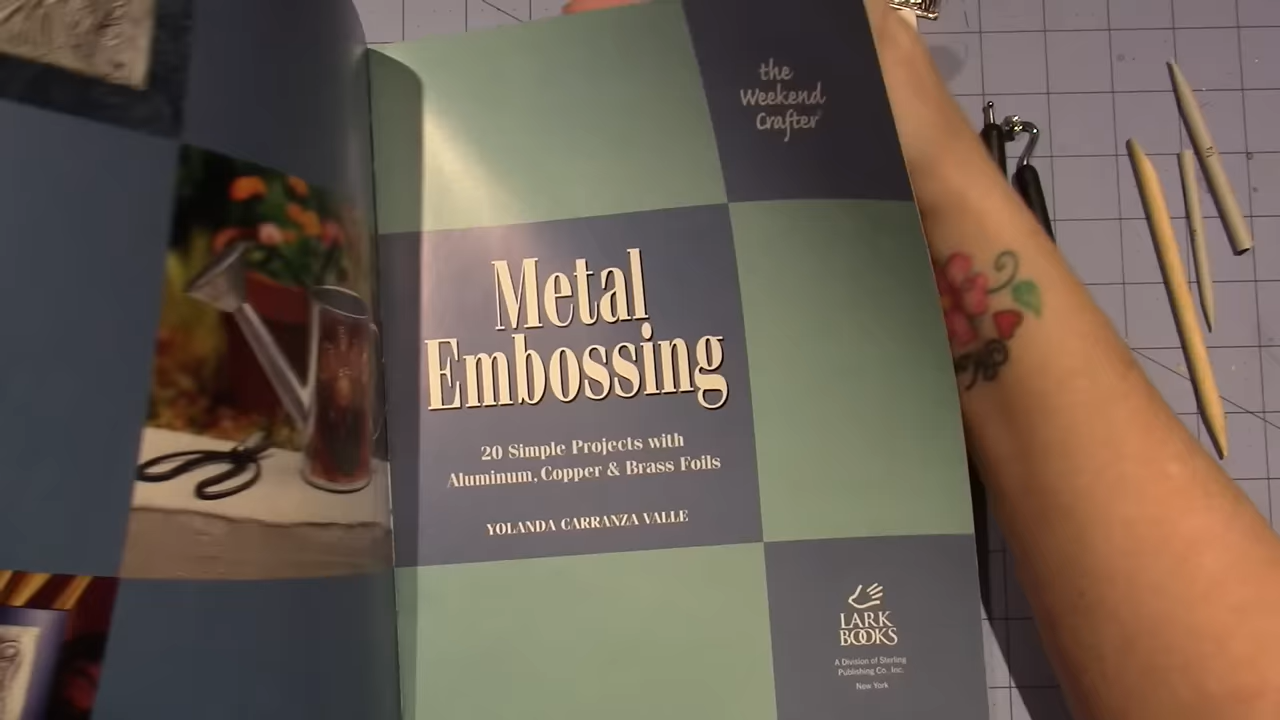 the
Weekend
Crafter®
Metal
Embossing
20 Simple Projects with
Aluminum, Copper & Brass Foils
YOLANDA CARRANZA VALLE
LARK
BOOKS
A Division of Sterling
Publishing Co., Inc.
New York